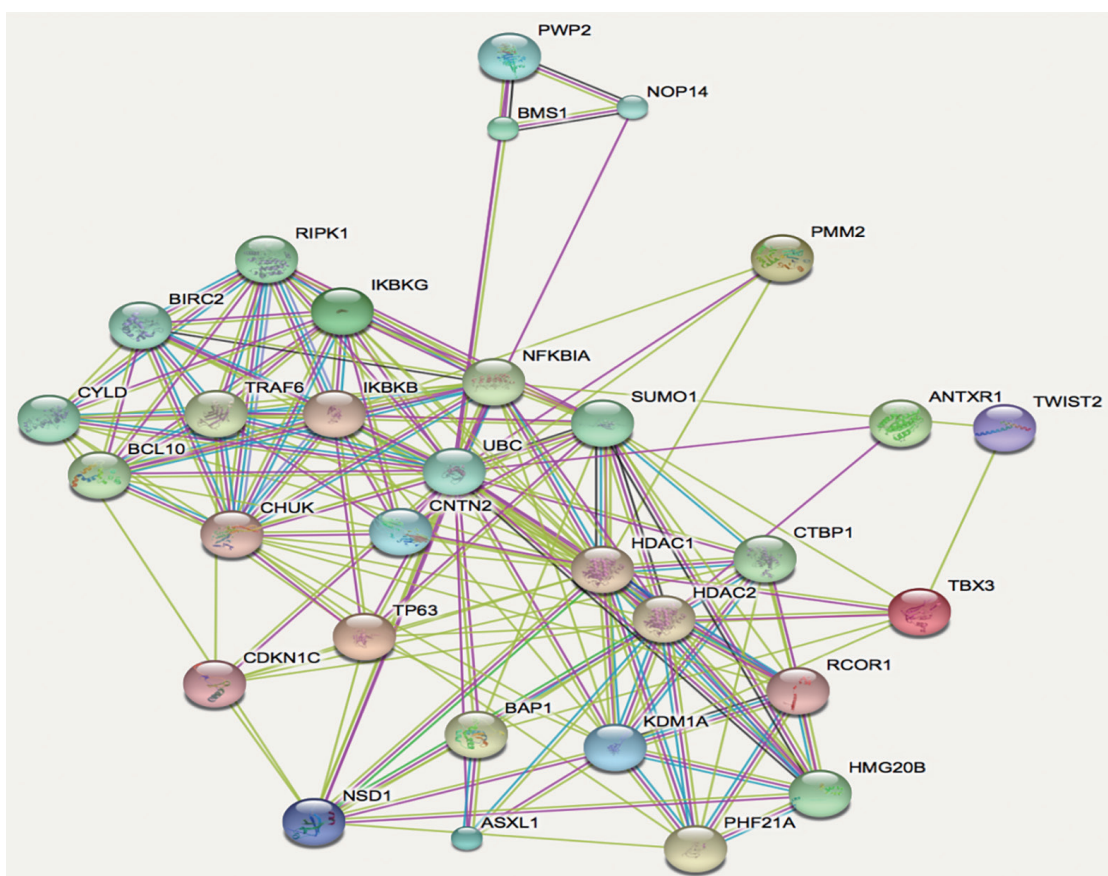 PWP2
NOP14
BMS1
RIPK1
PMM2
IKBKG
BIRC2
NFKBIA
CYLD
TRAF6
IKBKB
SUMO1
ANTXR1
TWIST2
BCL10
UBC
CHUK
CNTN2
HDAC1
CTBP1
TBX3
HDAC2
TP63
CDKN1C
RCOR1
BAP1
KDM1A
HMG20B
NSD1
ASXL1
PHF21A